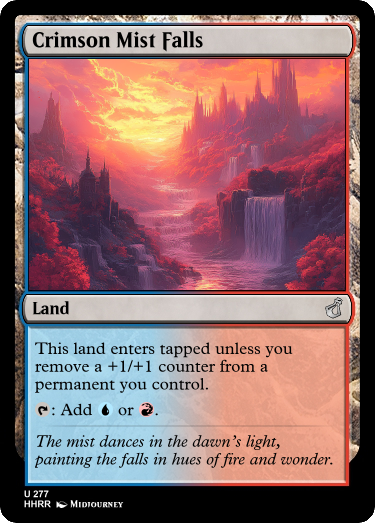 Crimson Mist Falls
Land
This land enters tapped unless you
remove a +1/+1 counter from a
permanent you control.
: Add or .
The mist dances in the dawn's light,
painting the falls in hues of fire and wonder.
U 277
HHRR Midjourney